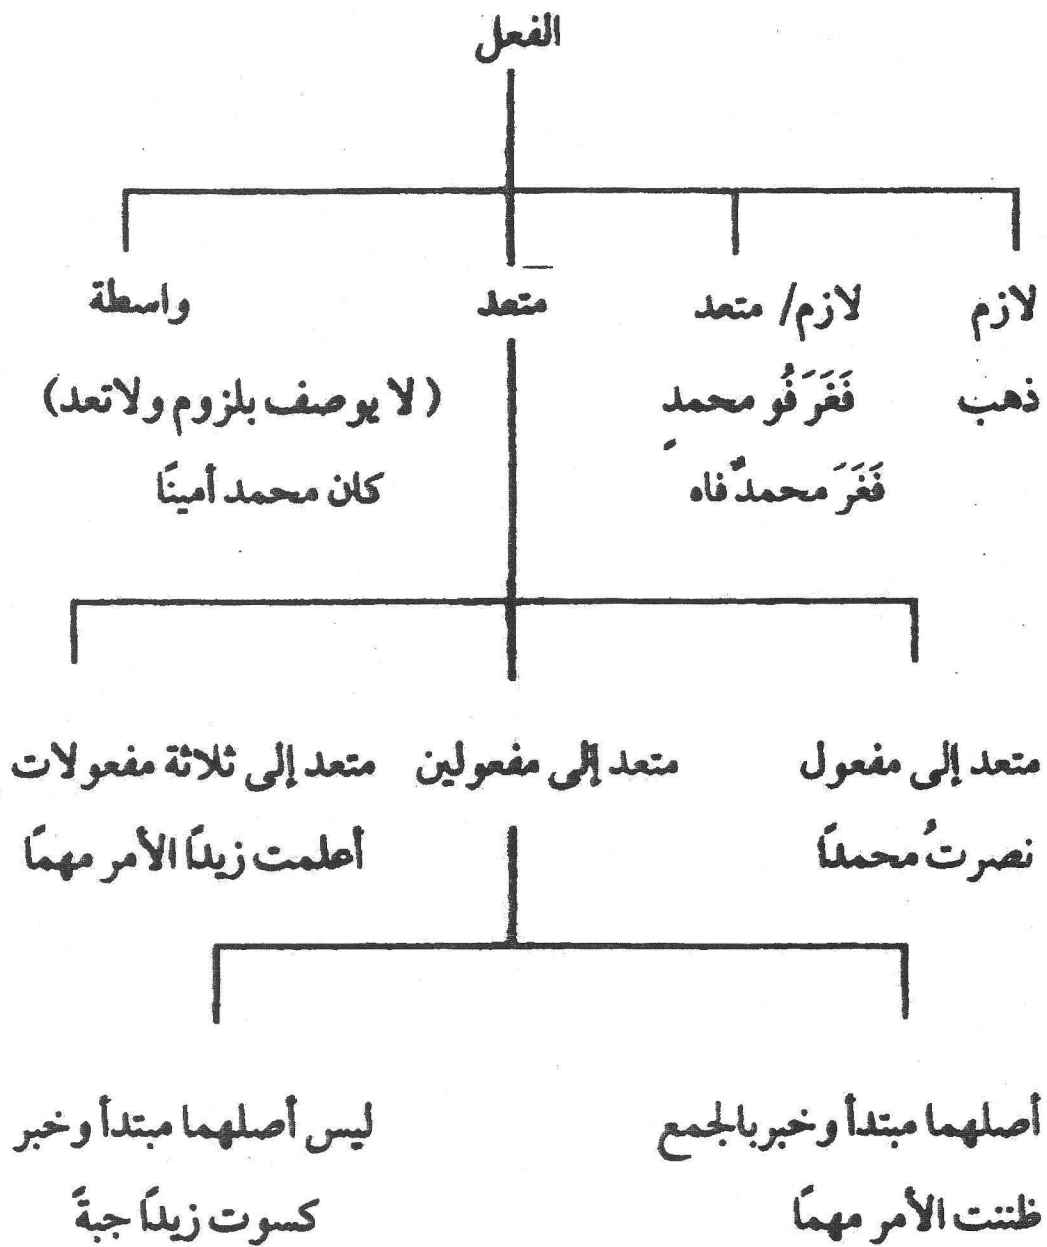 الفعل
لازم
لازم/ متعد
متعد
واسطة
ذهب
فَغَرَ فُو محمدٍ
(لا يوصف بلزوم ولا تعد)
فَغَرَ محمدٌ فاه
كان محمد أمينًا
متعد إلى مفعول
متعد إلى مفعولين
متعد إلى ثلاثة مفعولات
نصرتُ محمدًا
أعلمت زيدًا الأمر مهمًا
أصلهما مبتدأ وخبر بالجمع
ليس أصلهما مبتدأ وخبر
ظننت الأمر مهمًا
كسوت زيدًا جبةً